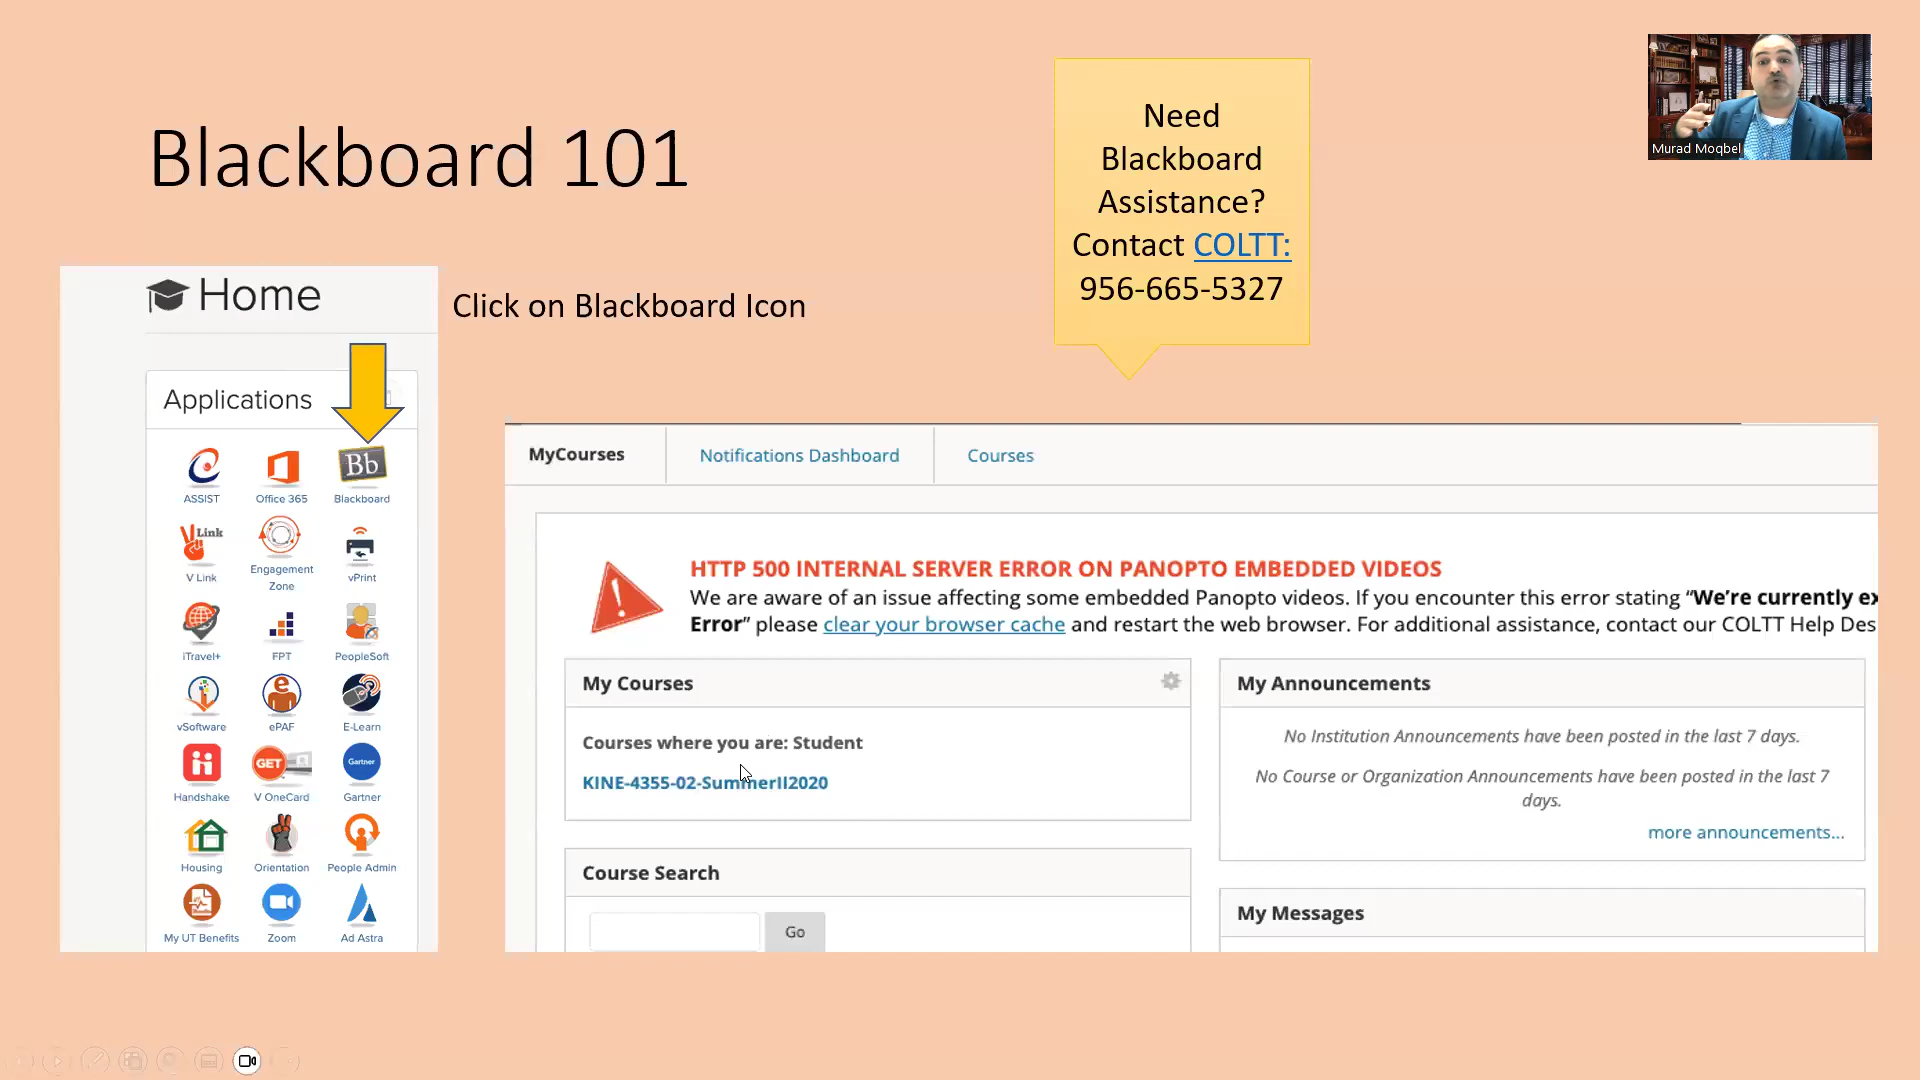 Blackboard 101
Need
Blackboard
Assistance?
Contact COLTT:
956-665-5327
Murad Moqbel
Home
Click on Blackboard Icon
Applications
ASSIST
Office 365
Bb
Blackboard
Link
V Link
Engagement
Zone
vPrint
iTravel+
FPT
PeopleSoft
vSoftware
e
ePAF
E-Learn
Handshake
GET
V OneCard
Gartner
Gartner
Housing
Orientation
People Admin
My UT Benefits
Zoom
Ad Astra
MyCourses
Notifications Dashboard
Courses
HTTP 500 INTERNAL SERVER ERROR ON PANOPTO EMBEDDED VIDEOS
We are aware of an issue affecting some embedded Panopto videos. If you encounter this error stating “We’re currently ex
Error” please clear your browser cache and restart the web browser. For additional assistance, contact our COLTT Help Des
My Courses
Courses where you are: Student
KINE-4355-02-SummerII2020
Course Search
Go
My Announcements
No Institution Announcements have been posted in the last 7 days.
No Course or Organization Announcements have been posted in the last 7
days.
more announcements...
My Messages